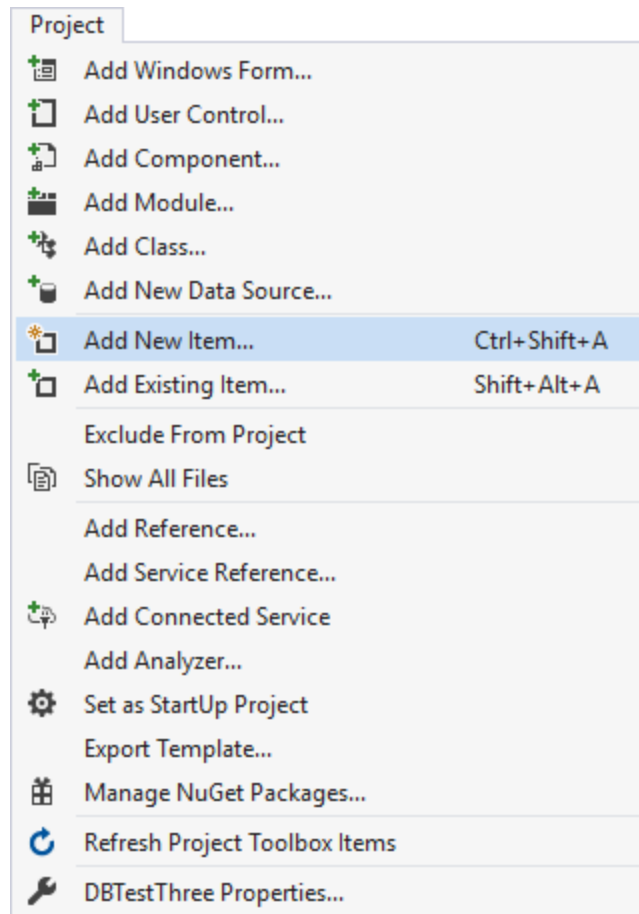 Project
Add Windows Form...
Add User Control...
Add Component...
Add Module...
Add Class...
Add New Data Source...
Add New Item... Ctrl+Shift+A
Add Existing Item... Shift+Alt+A
Exclude From Project
Show All Files
Add Reference...
Add Service Reference...
Add Connected Service
Add Analyzer...
Set as StartUp Project
Export Template...
Manage NuGet Packages...
Refresh Project Toolbox Items
DBTestThree Properties...